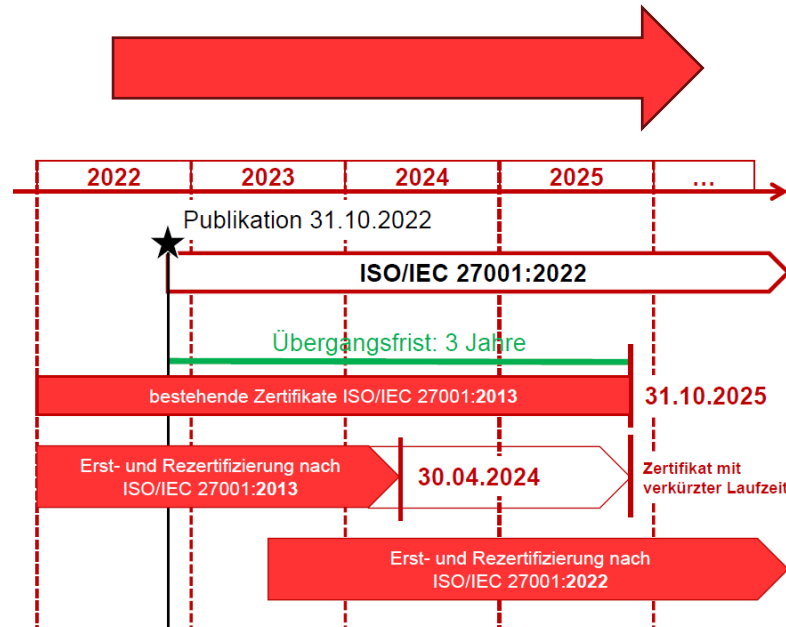 2022 2023 2024 2025 ...
Publikation 31.10.2022
ISO/IEC 27001:2022
Übergangsfrist: 3 Jahre
bestehende Zertifikate ISO/IEC 27001:2013
31.10.2025
Erst- und Rezertifizierung nach
ISO/IEC 27001:2013
30.04.2024
Zertifikat mit
verkürzter Laufzeit
Erst- und Rezertifizierung nach
ISO/IEC 27001:2022